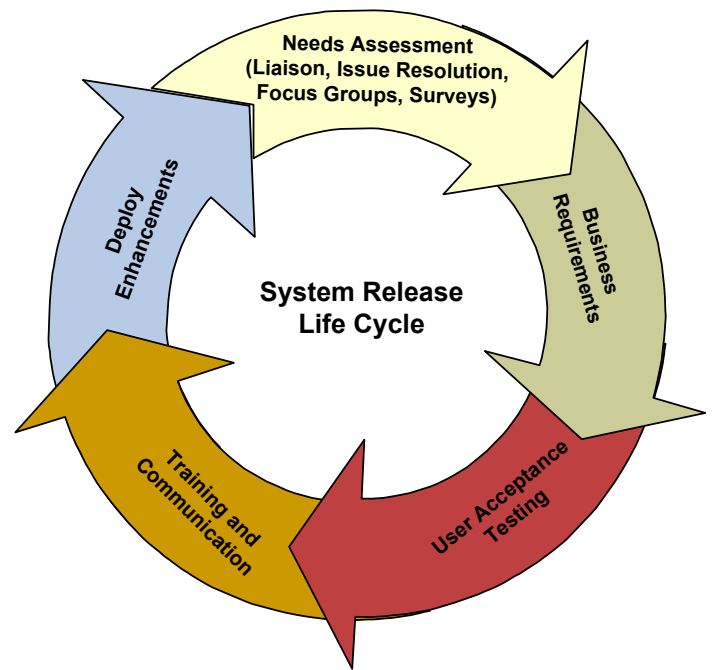 Needs Assessment
(Liaison, Issue Resolution,
Focus Groups, Surveys)
Business
Requirements
User Acceptance
Testing
Training and
Communication
Deploy
Enhancements
System Release
Life Cycle